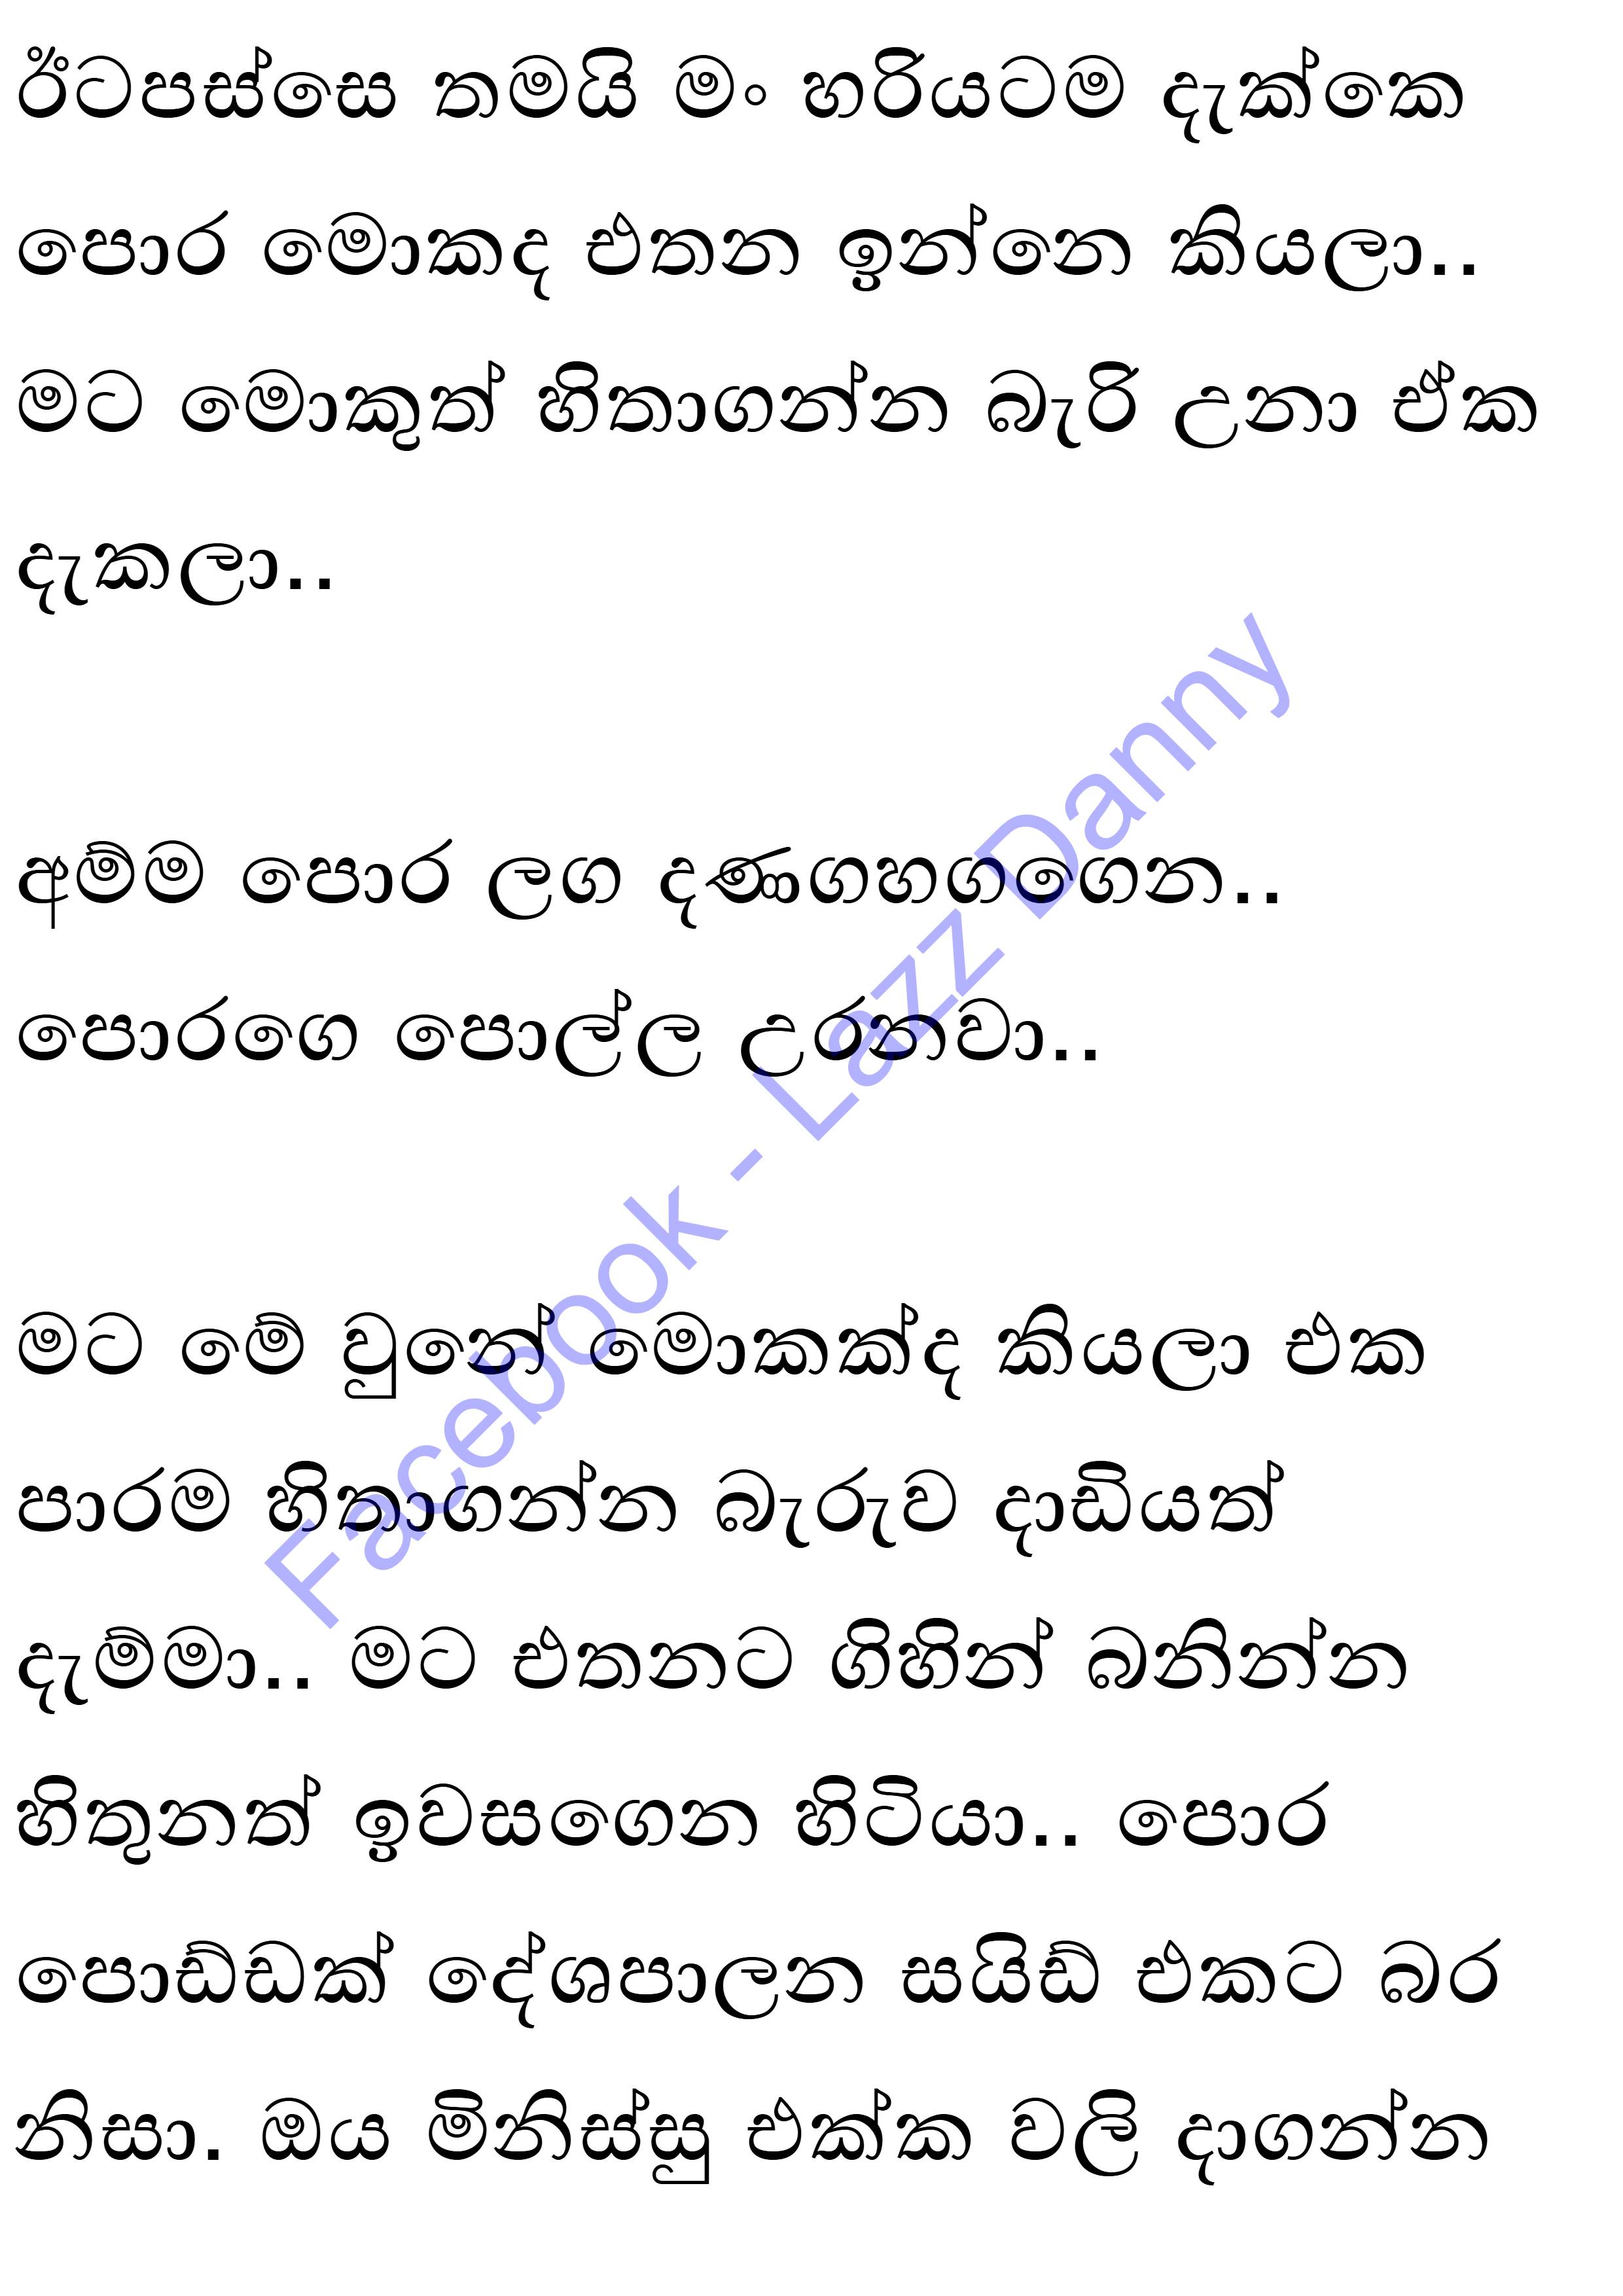 ඊටපස්සෙ තමයි මං හරියටම දැක්කෙ
පොර මොකද එතන ඉන්නෙ කියලා..
මට මොකුත් හිතාගන්න බැරි උනා ඒක
දැකලා..
අම්ම පොර ලග දණගහගගෙන..
පොරගෙ පොල්ල උරනවා..
මට මේ වුනේ මොකක්ද කියලා එක
පාරම හිතාගන්න බැරුව දාඩියත්
දැම්මා.. මට එතනට ගිහින් බනින්න
හිතුනත් ඉවසගෙන හිටියා.. පොර
පොඩ්ඩක් දේශපාලන සයිඩ් එකට බර
නිසා. ඔය මිනිස්සු එක්ක වලි දාගන්න
Facebook - Lazz Danny